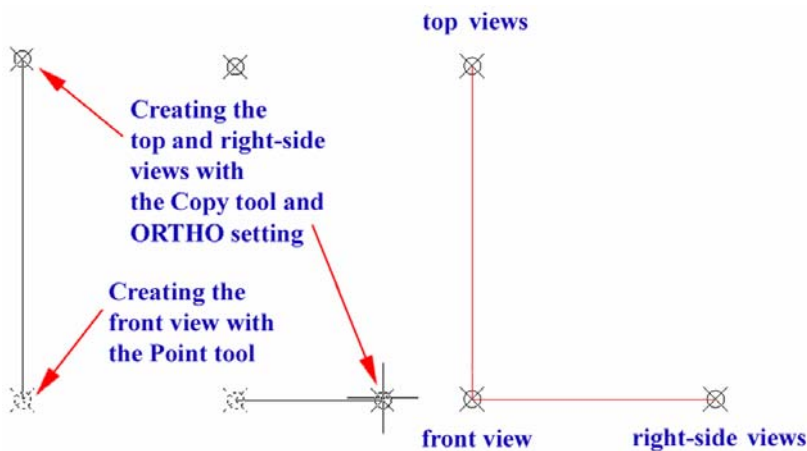 top views
Creating the
top and right-side
views with
the Copy tool and
ORTHO setting
Creating the
front view with
the Point tool
front view
right-side views